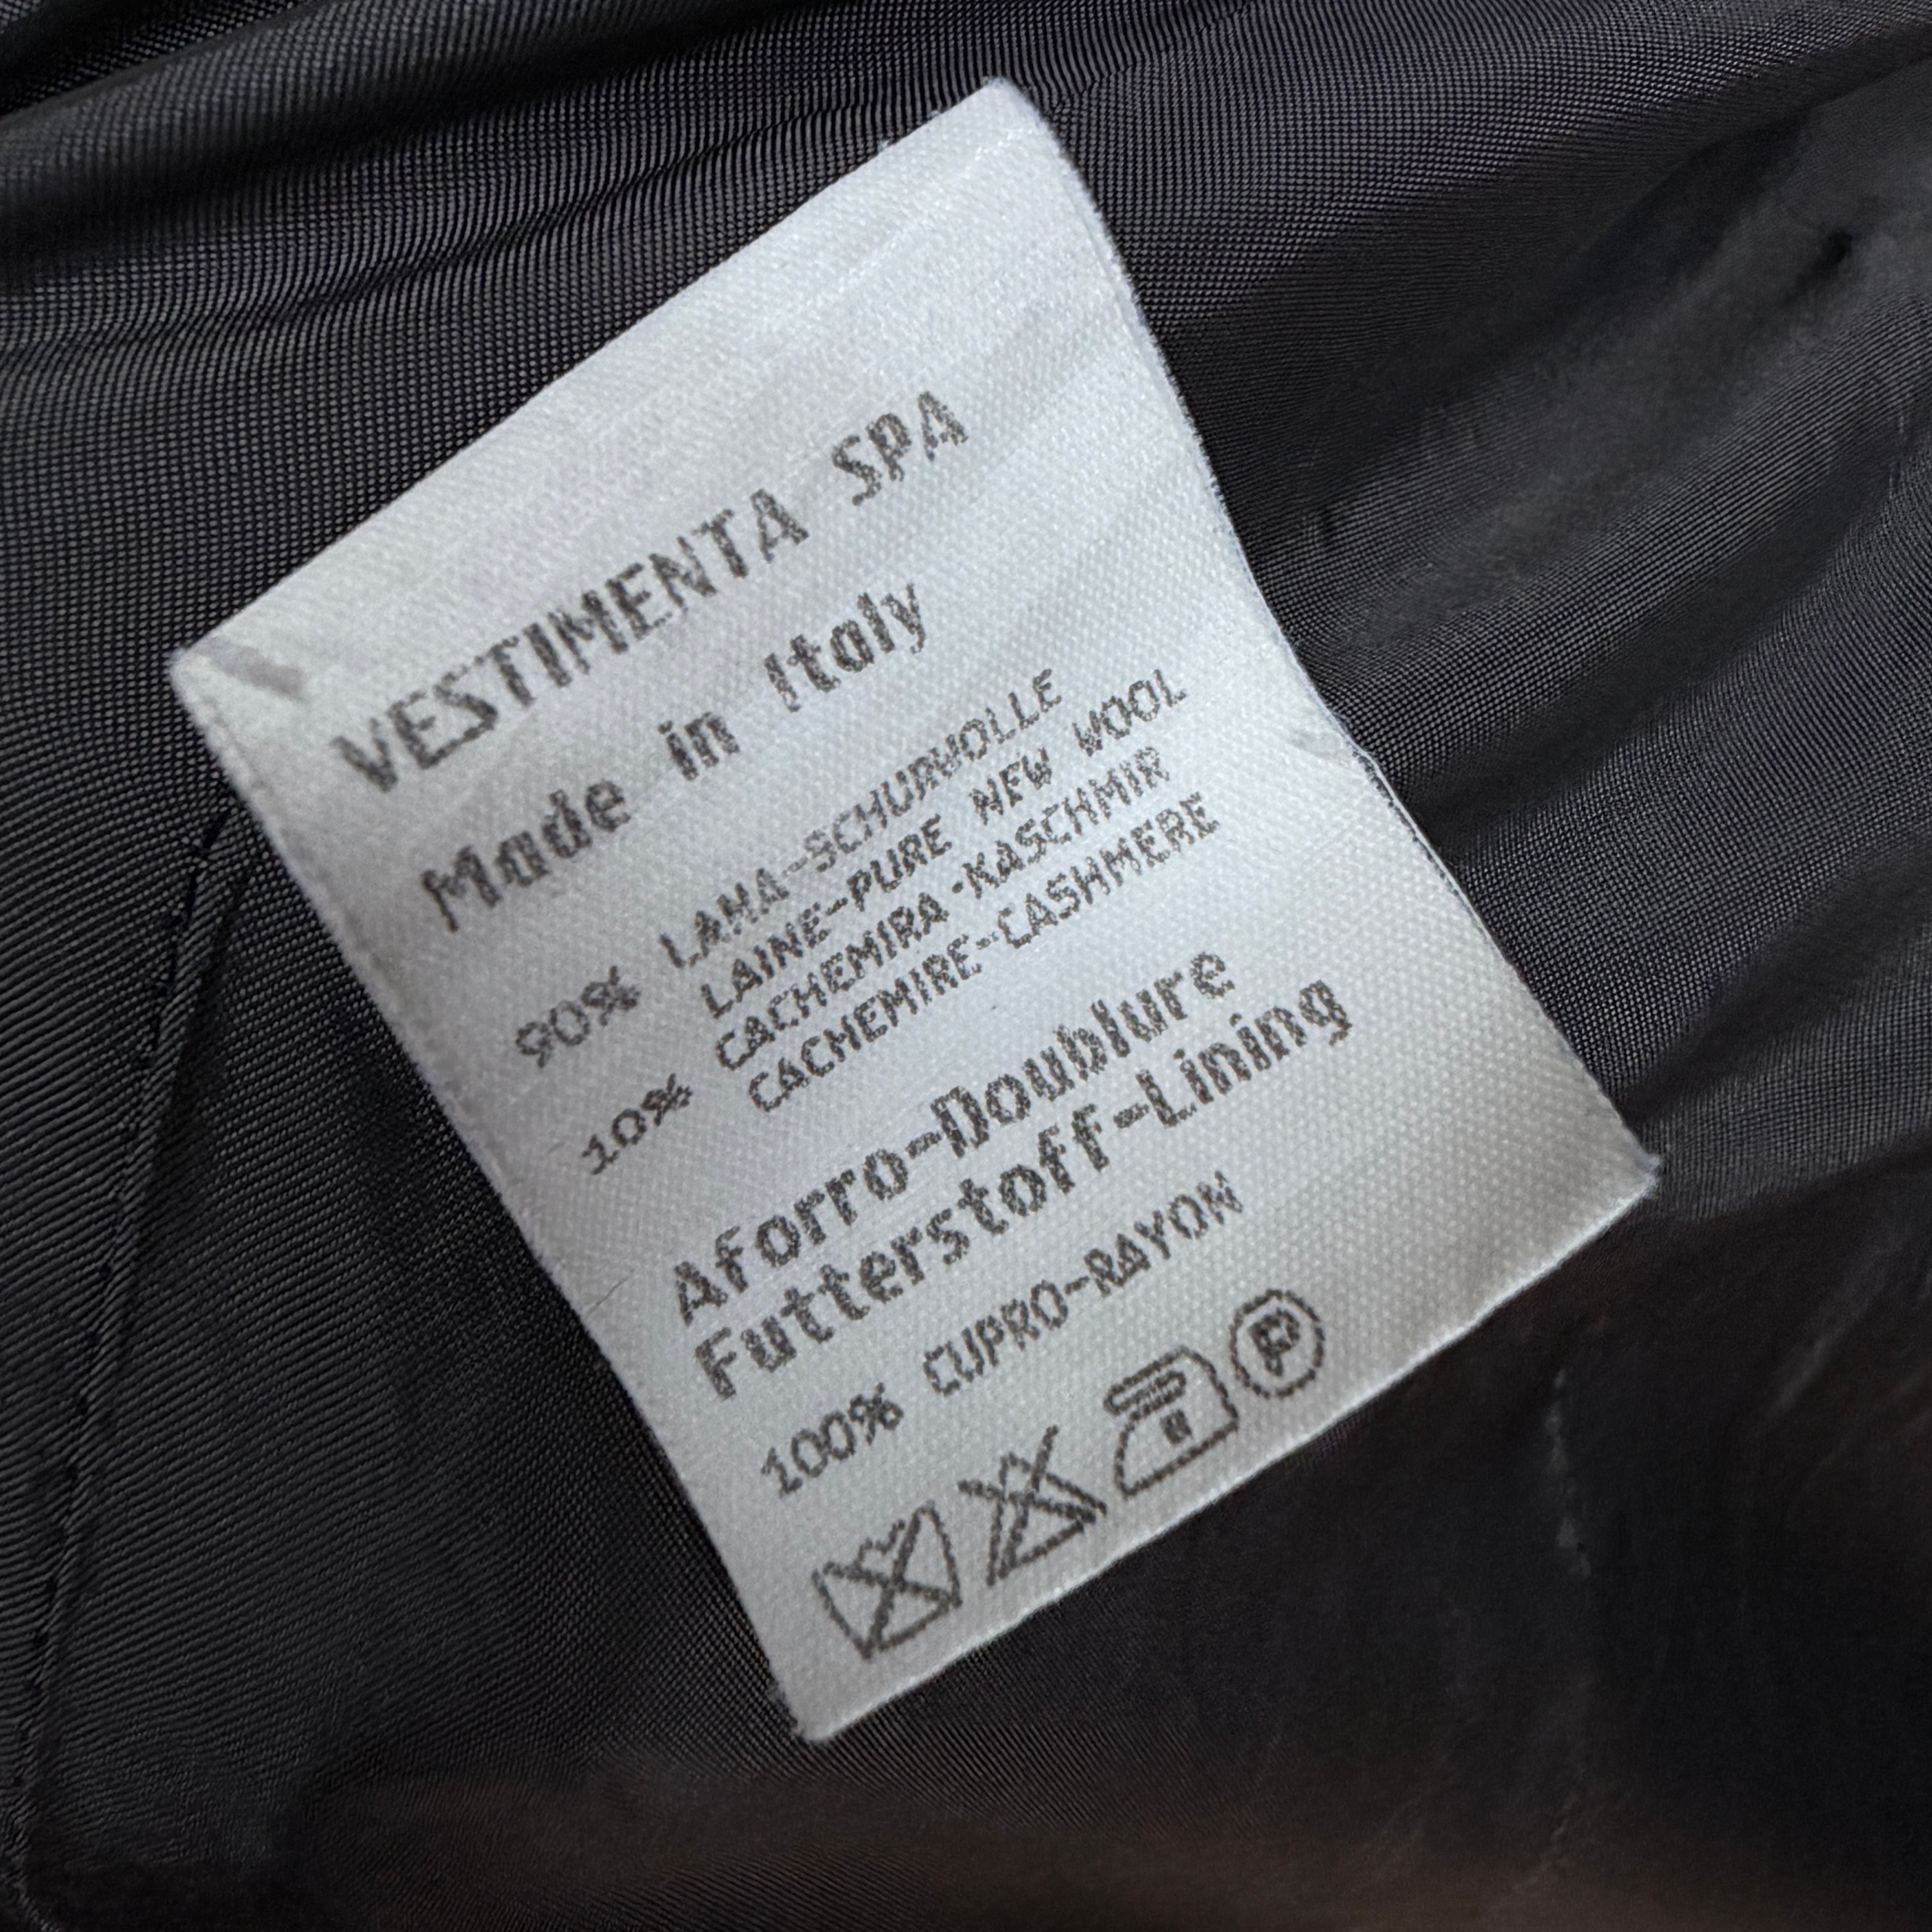 VESTIMENTA SPA
Made in Italy
90% LANA-SCHURWOLLE
LAINE-PURE NEW WOOL
10% CACHEMIRA-KASCHMIR
CACHEMIRE-CASHMERE
Aforro-Doublure
Futterstoff-Lining
100% CUPRO-RAYON
P